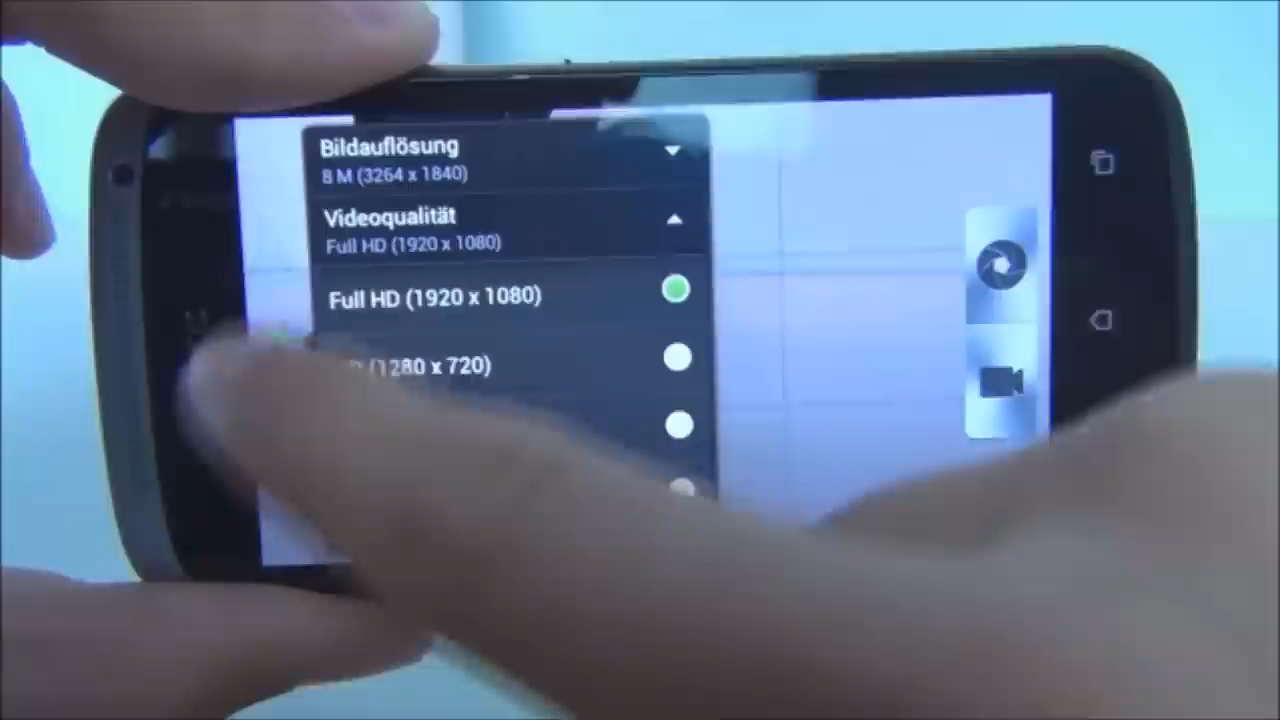 Bildauflösung
8 M (3264 x 1840)
Videoqualität
Full HD (1920 x 1080)
Full HD (1920 x 1080)
(1280 x 720)